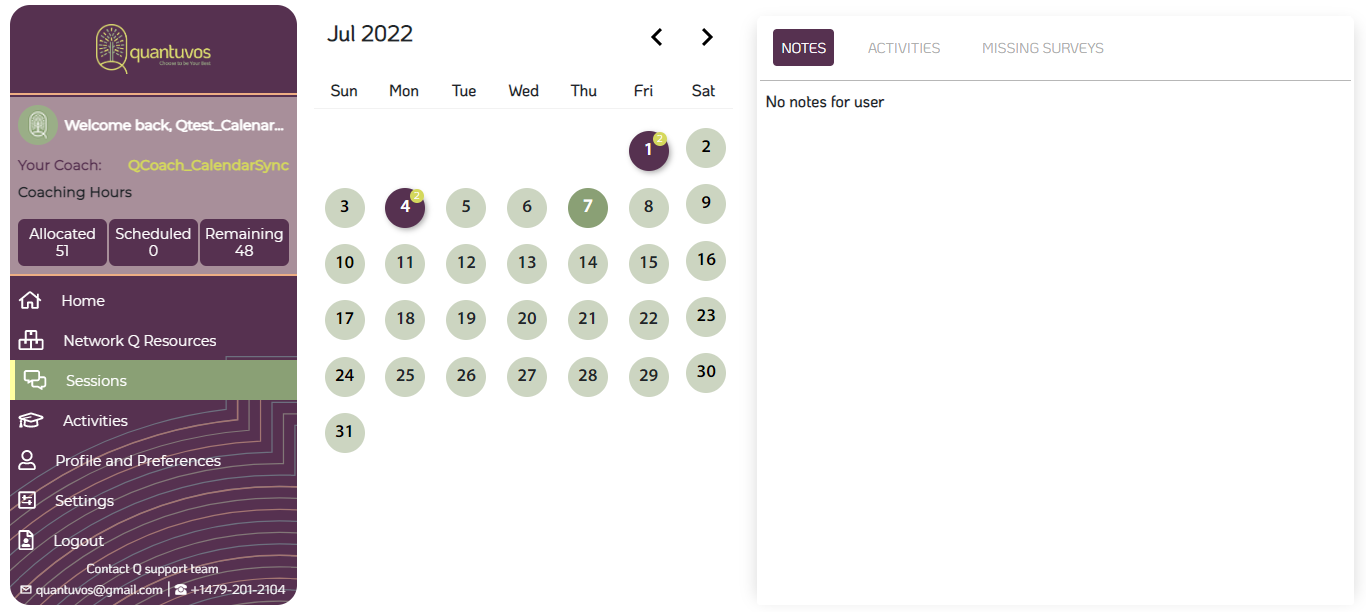 quantuvos
Choose to be Your Best
Welcome back, Qtest_Calenar...
Your Coach: QCoach_CalendarSync
Coaching Hours
Allocated Scheduled Remaining
51 0 48
Home
Network Q Resources
Sessions
Activities
Profile and Preferences
Settings
Logout
Contact Q support team
quantuvos@gmail.com | +1479-201-2104
Jul 2022
Sun Mon Tue Wed Thu Fri Sat
1 2 2
3 4 2 5 6 7 8 9
10 11 12 13 14 15 16
17 18 19 20 21 22 23
24 25 26 27 28 29 30
31
NOTES ACTIVITIES MISSING SURVEYS
No notes for user